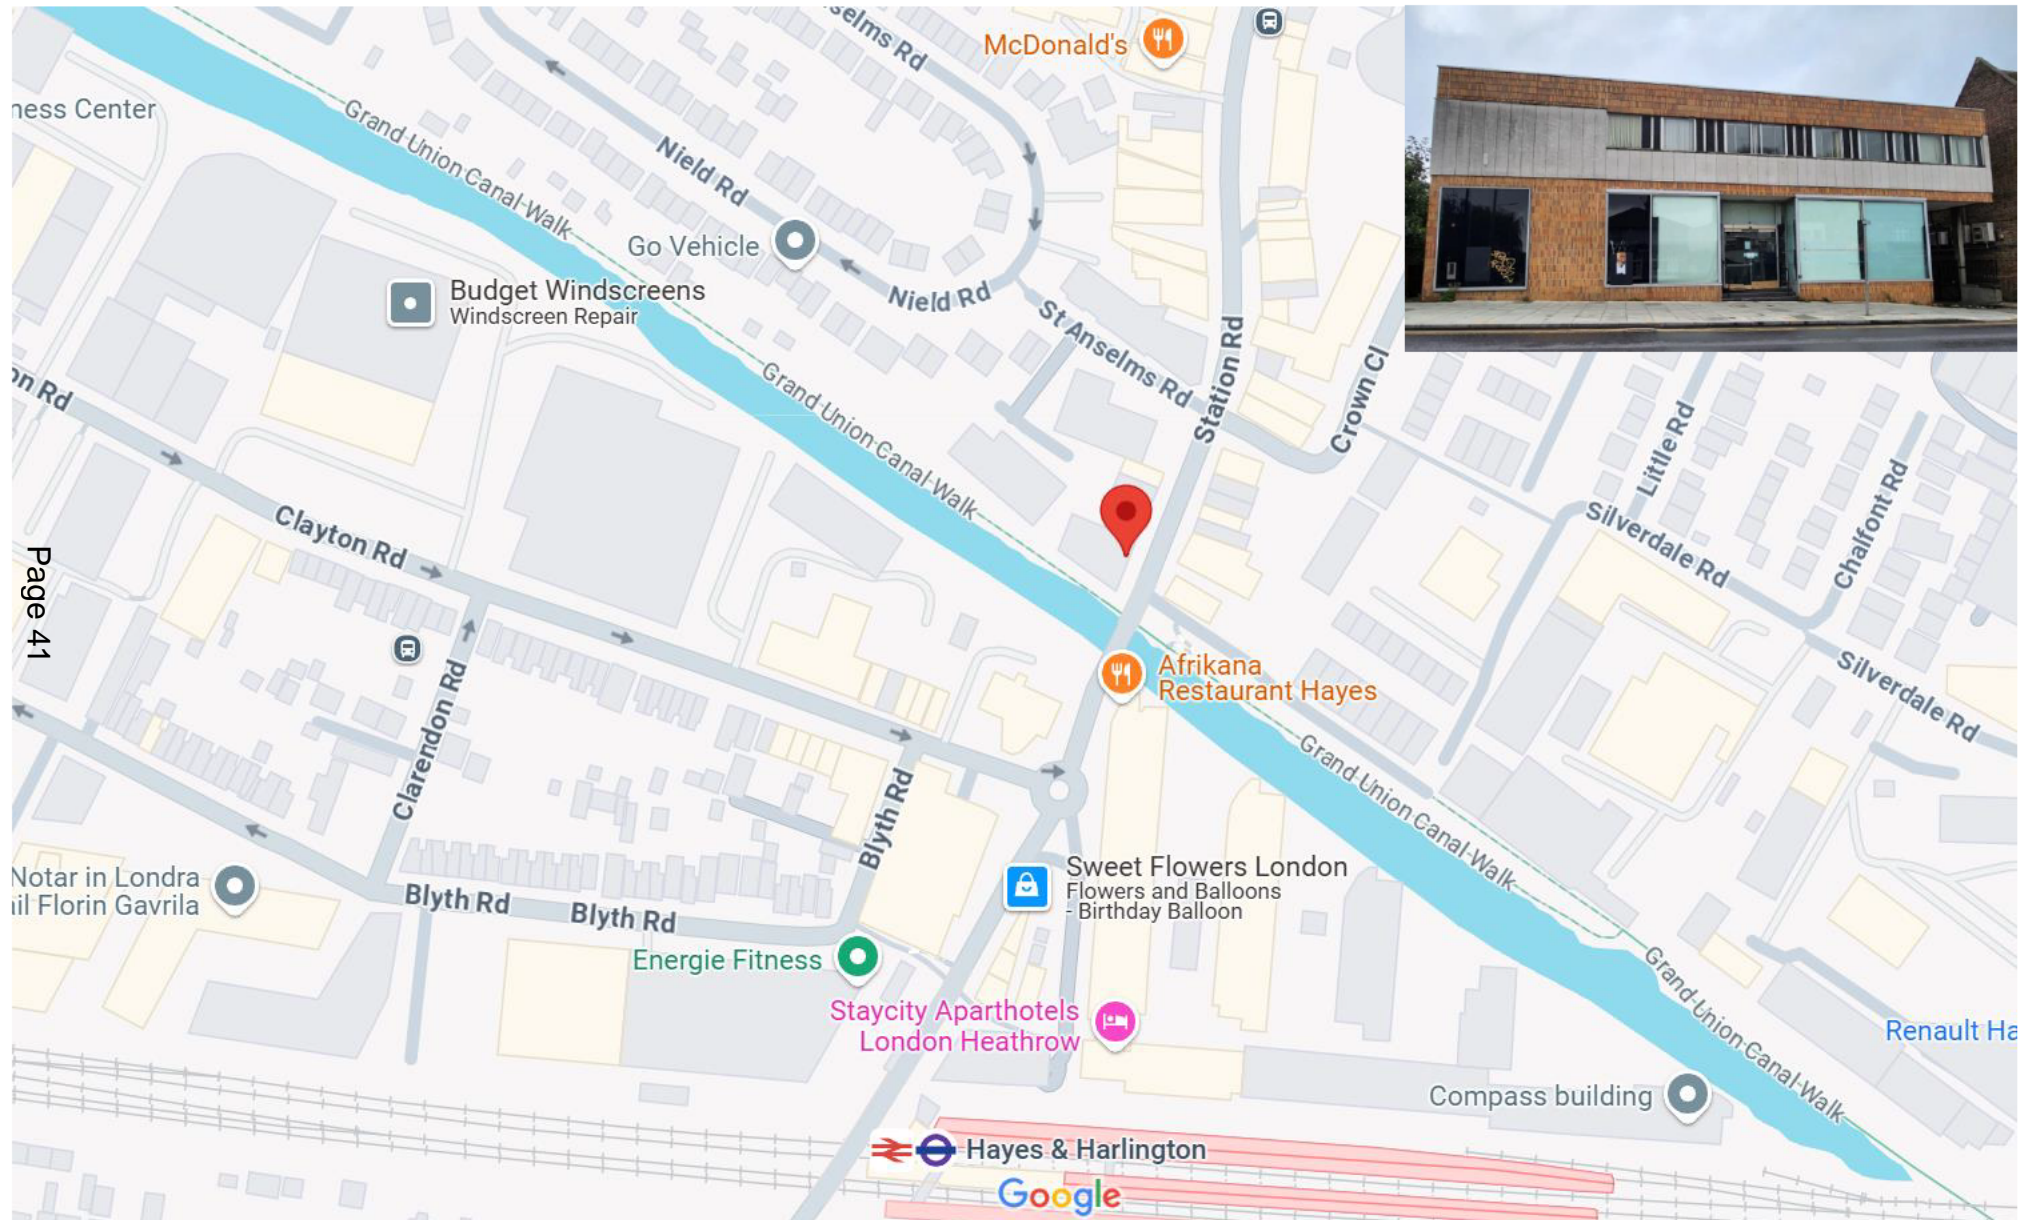 selms Rd
McDonald's
ness Center
Grand Union Canal Walk
Nield Rd
Go Vehicle
Nield Rd
Budget Windscreens
Windscreen Repair
St Anselms Rd
Station Rd
Crown Cl
Grand Union Canal Walk
on Rd
Little Rd
Chalfont Rd
Silverdale Rd
Clayton Rd
Page 41
Silverdale Rd
Afrikana
Restaurant Hayes
Clarendon Rd
Grand Union Canal Walk
Blyth Rd
Notar in Londra
ail Florin Gavrila
Blyth Rd
Blyth Rd
Sweet Flowers London
Flowers and Balloons
- Birthday Balloon
Energie Fitness
Staycity Aparthotels
London Heathrow
Grand Union Canal Walk
Renault Ha
Compass building
Hayes & Harlington
Google